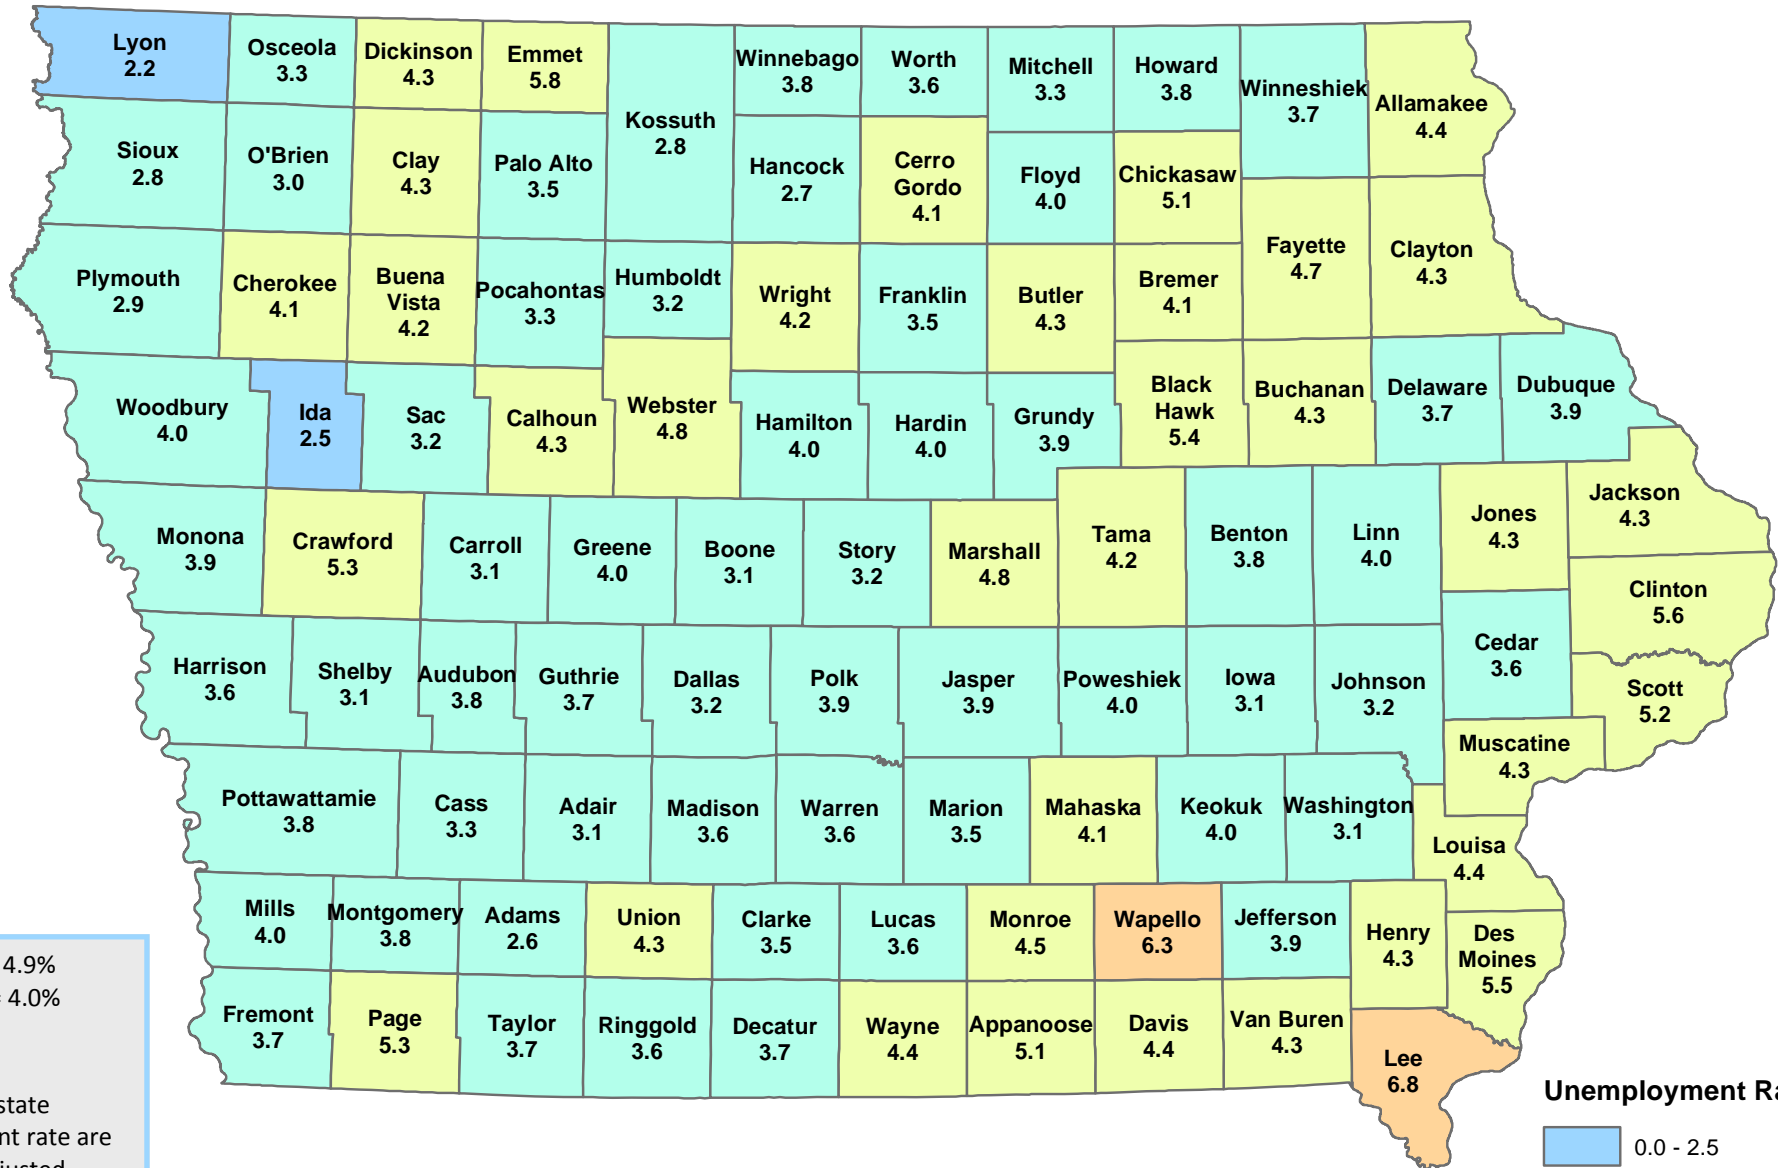 Lyon
2.2
Osceola
3.3
Dickinson
4.3
Emmet
5.8
Kossuth
2.8
Winnebago
3.8
Worth
3.6
Mitchell
3.3
Howard
3.8
Winneshiek
3.7
Allamakee
4.4
Sioux
2.8
O'Brien
3.0
Clay
4.3
Palo Alto
3.5
Hancock
2.7
Cerro
Gordo
4.1
Floyd
4.0
Chickasaw
5.1
Fayette
4.7
Clayton
4.3
Plymouth
2.9
Cherokee
4.1
Buena
Vista
4.2
Pocahontas
3.3
Humboldt
3.2
Wright
4.2
Franklin
3.5
Butler
4.3
Bremer
4.1
Woodbury
4.0
Ida
2.5
Sac
3.2
Calhoun
4.3
Webster
4.8
Hamilton
4.0
Hardin
4.0
Grundy
3.9
Black
Hawk
5.4
Buchanan
4.3
Delaware
3.7
Dubuque
3.9
Monona
3.9
Crawford
5.3
Carroll
3.1
Greene
4.0
Boone
3.1
Story
3.2
Marshall
4.8
Tama
4.2
Benton
3.8
Linn
4.0
Jones
4.3
Jackson
4.3
Clinton
5.6
Harrison
3.6
Shelby
3.1
Audubon
3.8
Guthrie
3.7
Dallas
3.2
Polk
3.9
Jasper
3.9
Poweshiek
4.0
Iowa
3.1
Johnson
3.2
Cedar
3.6
Scott
5.2
Muscatine
4.3
Pottawattamie
3.8
Cass
3.3
Adair
3.1
Madison
3.6
Warren
3.6
Marion
3.5
Mahaska
4.1
Keokuk
4.0
Washington
3.1
Louisa
4.4
Mills
4.0
Montgomery
3.8
Adams
2.6
Union
4.3
Clarke
3.5
Lucas
3.6
Monroe
4.5
Wapello
6.3
Jefferson
3.9
Henry
4.3
Des
Moines
5.5
Fremont
3.7
Page
5.3
Taylor
3.7
Ringgold
3.6
Decatur
3.7
Wayne
4.4
Appanoose
5.1
Davis
4.4
Van Buren
4.3
Lee
6.8
4.9%
4.0%
state
nt rate are
Unemployment Ra
0.0 - 2.5